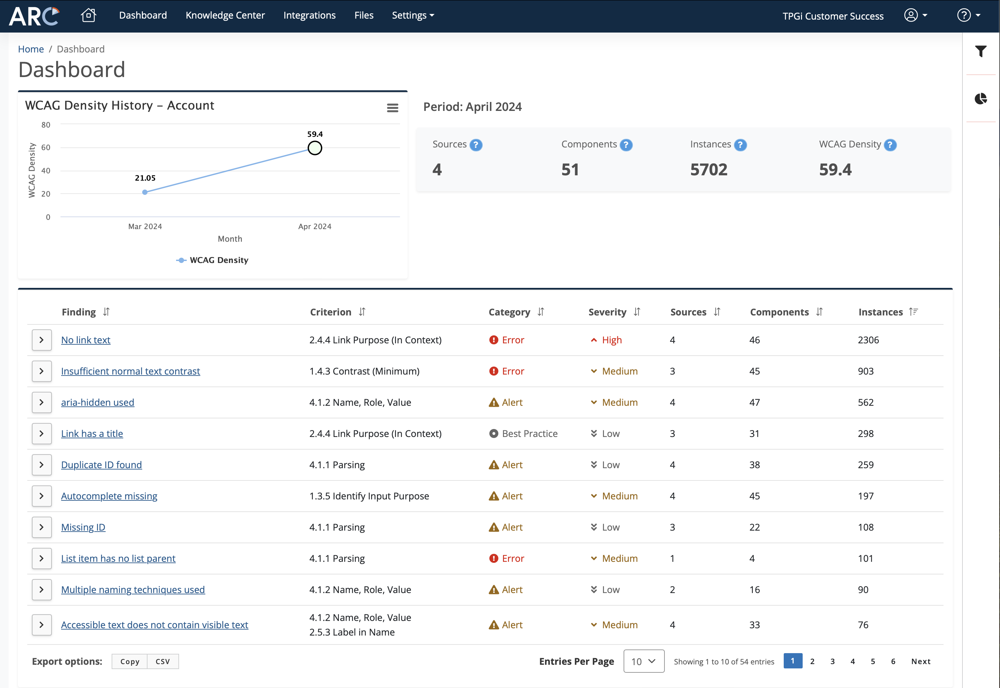 ARC Dashboard Knowledge Center Integrations Files Settings TPGi Customer Success ?
Home / Dashboard
Dashboard
WCAG Density History – Account
80
60
40
20
0
WCAG Density
21.05
59.4
Mar 2024 Apr 2024
Month
WCAG Density
Period: April 2024
Sources ? Components ? Instances ? WCAG Density ?
4 51 5702 59.4
Finding Criterion Category Severity Sources Components Instances
No link text 2.4.4 Link Purpose (In Context) Error High 4 46 2306
Insufficient normal text contrast 1.4.3 Contrast (Minimum) Error Medium 3 45 903
aria-hidden used 4.1.2 Name, Role, Value Alert Medium 4 47 562
Link has a title 2.4.4 Link Purpose (In Context) Best Practice Low 3 31 298
Duplicate ID found 4.1.1 Parsing Alert Low 4 38 259
Autocomplete missing 1.3.5 Identify Input Purpose Alert Medium 4 45 197
Missing ID 4.1.1 Parsing Alert Low 3 22 108
List item has no list parent 4.1.1 Parsing Error Medium 1 4 101
Multiple naming techniques used 4.1.2 Name, Role, Value Alert Low 2 16 90
Accessible text does not contain visible text 4.1.2 Name, Role, Value
2.5.3 Label in Name Alert Medium 4 33 76
Export options: Copy CSV Entries Per Page 10 Showing 1 to 10 of 54 entries 1 2 3 4 5 6 Next